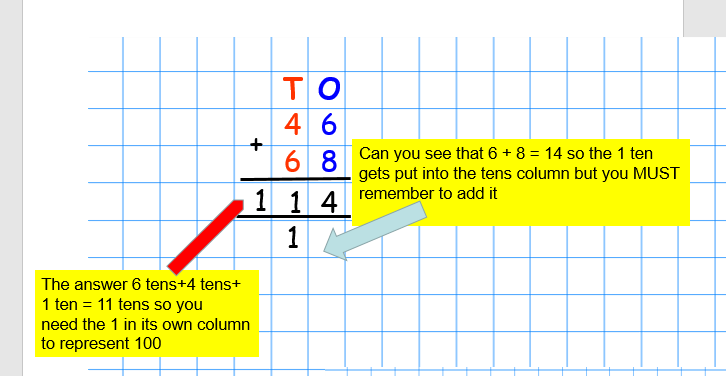 T O
4 6
+
6 8
1 1 4
1
Can you see that 6 + 8 = 14 so the 1 ten
gets put into the tens column but you MUST
remember to add it
The answer 6 tens+4 tens+
1 ten = 11 tens so you
need the 1 in its own column
to represent 100